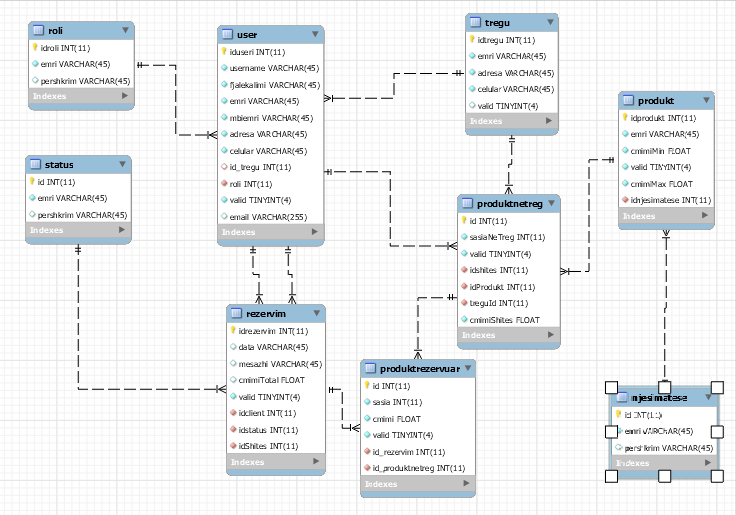 roli
idroli INT(11)
emri VARCHAR(45)
pershkrim VARCHAR(45)
Indexes
status
id INT(11)
emri VARCHAR(45)
pershkrim VARCHAR(45)
Indexes
user
iduseri INT(11)
username VARCHAR(45)
fjalekalimi VARCHAR(45)
emri VARCHAR(45)
mbiemri VARCHAR(45)
adresa VARCHAR(45)
celular VARCHAR(45)
id_tregu INT(11)
roli INT(11)
valid TINYINT(4)
email VARCHAR(255)
Indexes
tregu
idtregu INT(11)
emri VARCHAR(45)
adresa VARCHAR(45)
celular VARCHAR(45)
valid TINYINT(4)
Indexes
produkt
idprodukt INT(11)
emri VARCHAR(45)
cmimiMin FLOAT
valid TINYINT(4)
cmimiMax FLOAT
idnjesimatese INT(11)
Indexes
produktnetreg
id INT(11)
sasiaNeTreg INT(11)
valid TINYINT(4)
idshites INT(11)
idProdukt INT(11)
treguId INT(11)
cmimiShites FLOAT
Indexes
rezervim
idrezervim INT(11)
data VARCHAR(45)
mesazhi VARCHAR(45)
cmimiTotal FLOAT
valid TINYINT(4)
idclient INT(11)
idstatus INT(11)
idShites INT(11)
Indexes
produktrezervuar
id INT(11)
sasia INT(11)
cmimi FLOAT
valid TINYINT(4)
id_rezervim INT(11)
id_produktnetreg INT(11)
Indexes
njesimatese
id INT(11)
emri VARCHAR(45)
pershkrim VARCHAR(45)
Indexes